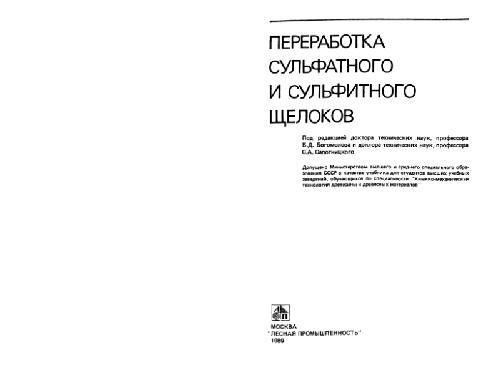 ПЕРЕРАБОТКА
СУЛЬФАТНОГО
И СУЛЬФИТНОГО
ЩЕЛОКОВ
Под редакцией доктора технических наук, профессора
Б.Д. Богомолова и доктора технических наук, профессора
С.А. Сапотницкого
Допущено Министерством высшего и среднего специального обра-
зования СССР в качестве учебника для студентов высших учебных
заведений, обучающихся по специальности "Химико-механическая
технология древесины и древесных материалов"
МОСКВА
"ЛЕСНАЯ ПРОМЫШЛЕННОСТЬ"
1989